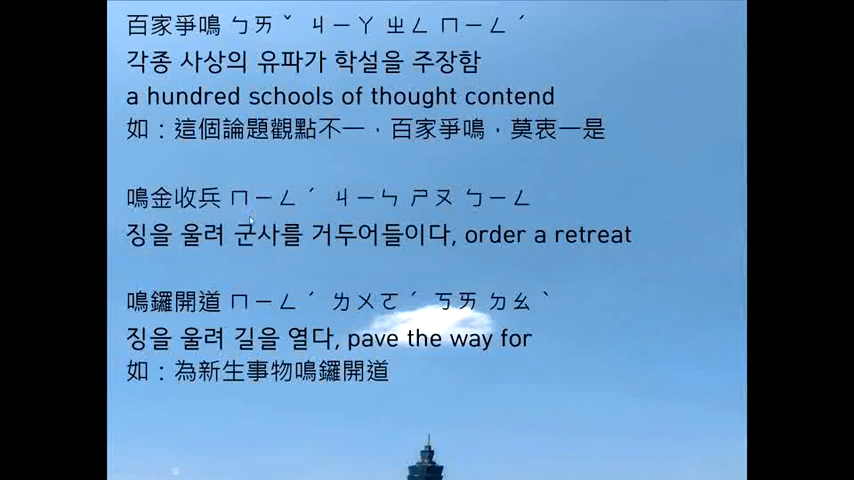 百家爭鳴 ㄅㄞˇ ㄐㄧㄚ ㄓㄥ ㄇㄧㄥˊ
각종 사상의 유파가 학설을 주장함
a hundred schools of thought contend
如：這個論題觀點不一，百家爭鳴，莫衷一是
鳴金收兵 ㄇㄧㄥˊ ㄐㄧㄣ ㄕㄡ ㄅㄧㄥ
징을 울려 군사를 거두어들이다, order a retreat
鳴鑼開道 ㄇㄧㄥˊ ㄌㄨㄛˊ ㄎㄞ ㄉㄠˋ
징을 울려 길을 열다, pave the way for
如：為新生事物鳴鑼開道